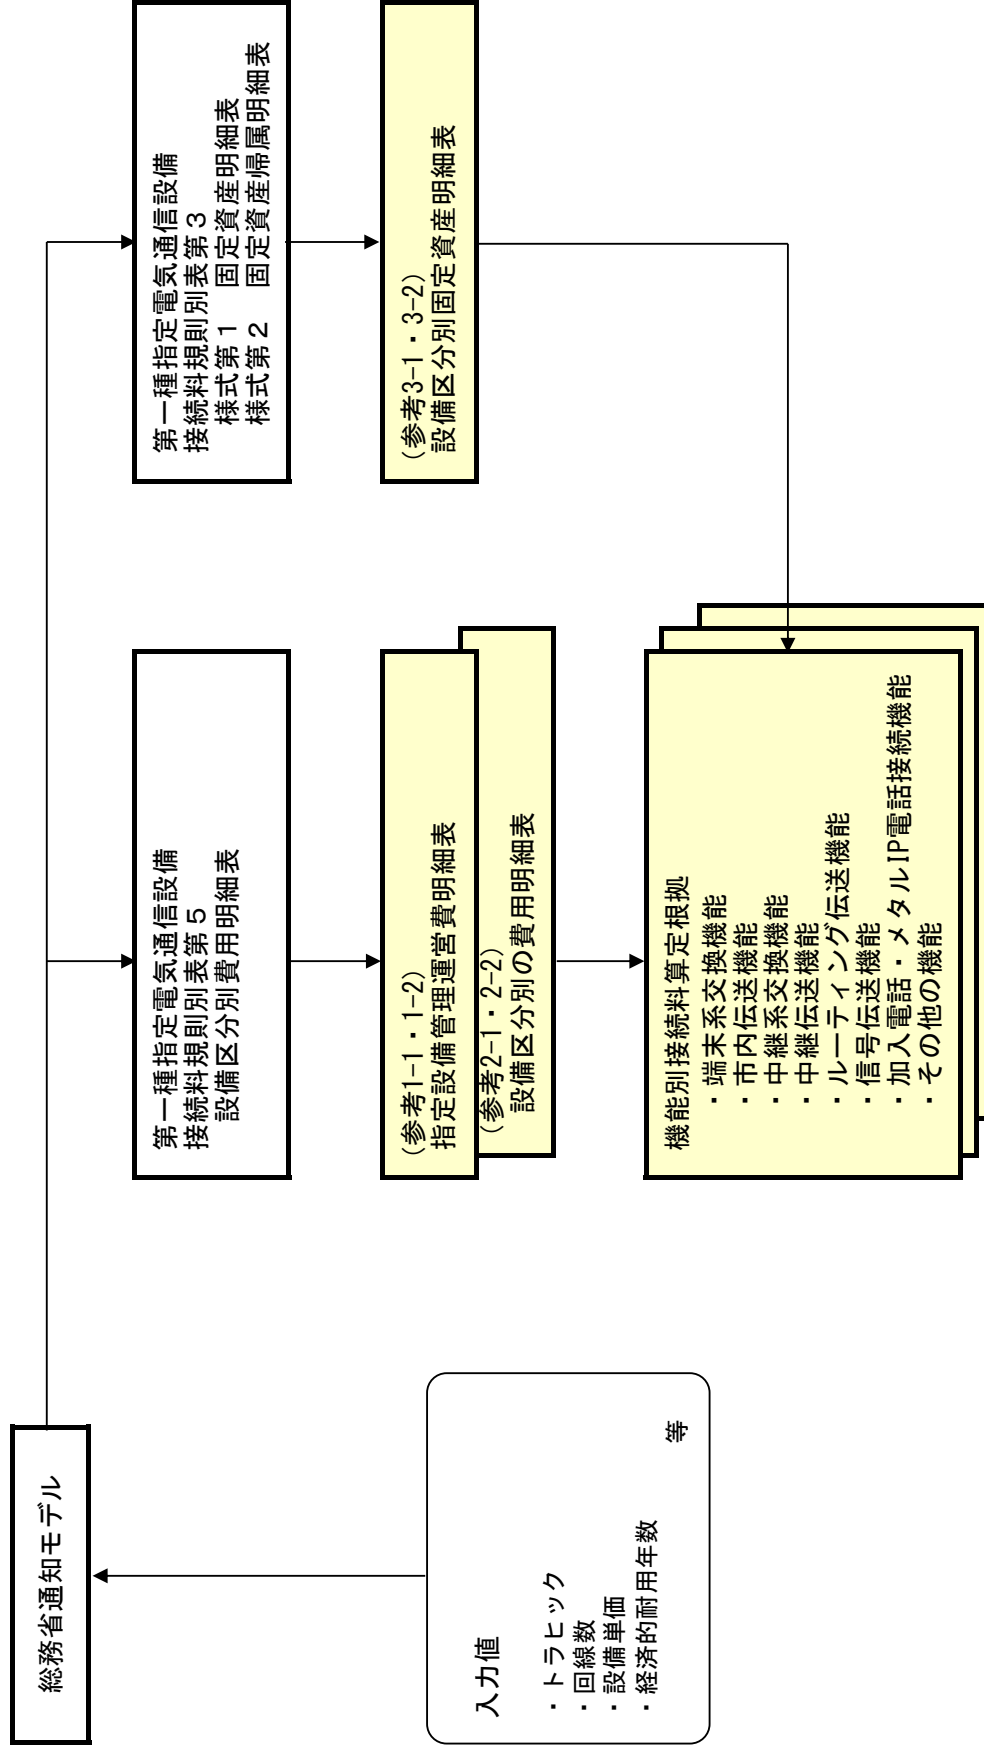 総務省通知モデル
入力値
・トラヒック
・回線数
・設備単価
・経済的耐用年数
等
第一種指定電気通信設備
接続料規則別表第５
設備区分別費用明細表
(参考1-1・1-2)
指定設備管理運営費明細表
(参考2-1・2-2)
設備区分別の費用明細表
機能別接続料算定根拠
・端末系交換機能
・市内伝送機能
・中継系交換機能
・中継伝送機能
・ルーティング伝送機能
・信号伝送機能
・加入電話・メタルIP電話接続機能
・その他の機能
第一種指定電気通信設備
接続料規則別表第３
様式第１　固定資産明細表
様式第２　固定資産帰属明細表
(参考3-1・3-2)
設備区分別固定資産明細表